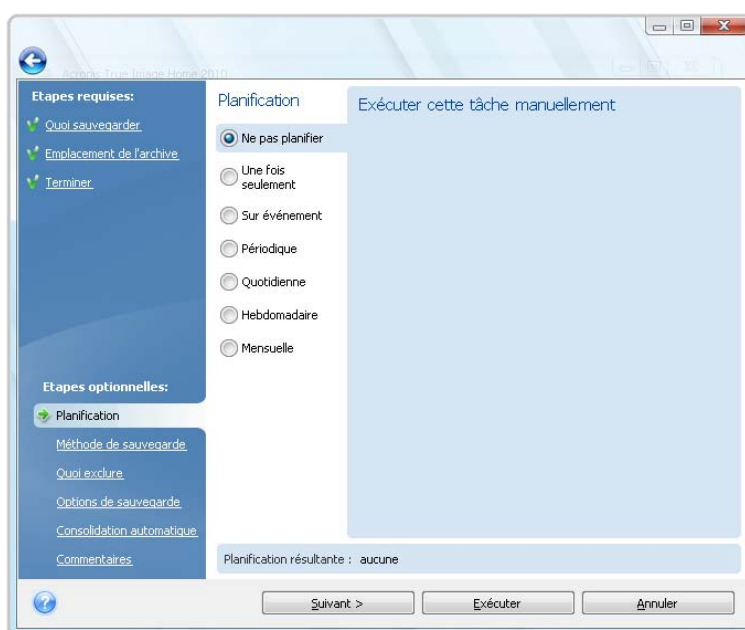 Acronis True Image Home 2010
Etapes requises:
Quoi sauvegarder
Emplacement de l'archive
Terminer
Etapes optionnelles:
Planification
Méthode de sauvegarde
Quoi exclure
Options de sauvegarde
Consolidation automatique
Commentaires
Planification
Ne pas planifier
Une fois
seulement
Sur événement
Périodique
Quotidienne
Hebdomadaire
Mensuelle
Exécuter cette tâche manuellement
Planification résultante : aucune
Suivant >
Exécuter
Annuler